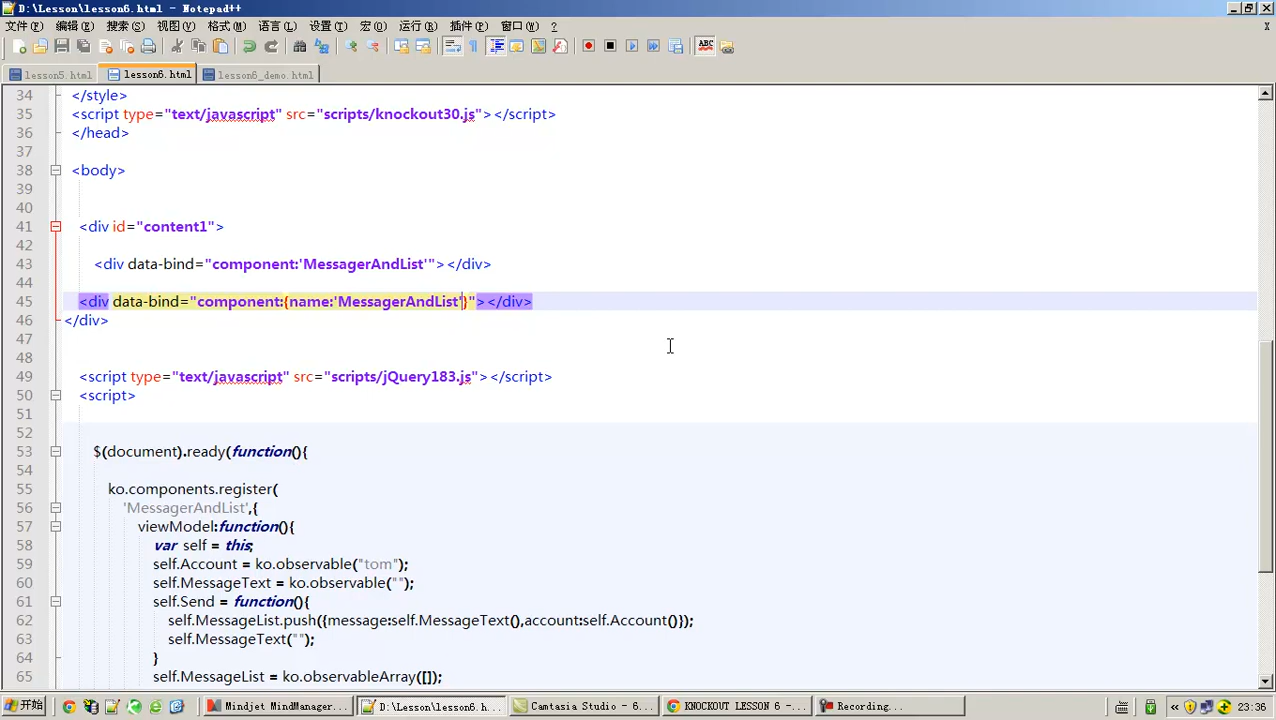 D:\Lesson\lesson6.html - Notepad++
文件(F) 编辑(E) 搜索(S) 视图(V) 格式(M) 语言(L) 设置(T) 宏(O) 运行(R) 插件(P) 窗口(W) ?
X
lesson5.html lesson6.html lesson6_demo.html
34 </style>
35 <script type="text/javascript" src="scripts/knockout30.js"></script>
36 </head>
37
38 <body>
39
40
41 <div id="content1">
42
43 <div data-bind="component:'MessagerAndList'"></div>
44
45 <div data-bind="component:{name:'MessagerAndList'}"></div>
46 </div>
47
48
49 <script type="text/javascript" src="scripts/jQuery183.js"></script>
50 <script>
51
52
53 $(document).ready(function(){
54
55 ko.components.register(
56 'MessagerAndList',{
57 viewModel:function(){
58 var self = this;
59 self.Account = ko.observable("tom");
60 self.MessageText = ko.observable("");
61 self.Send = function(){
62 self.MessageList.push({message:self.MessageText(),account:self.Account()});
63 self.MessageText("");
64 }
65 self.MessageList = ko.observableArray([]);
开始 Mindjet MindManager... D:\Lesson\lesson6.h... Camtasia Studio - 6... KNOCKOUT LESSON 6 -... Recording... 23:36